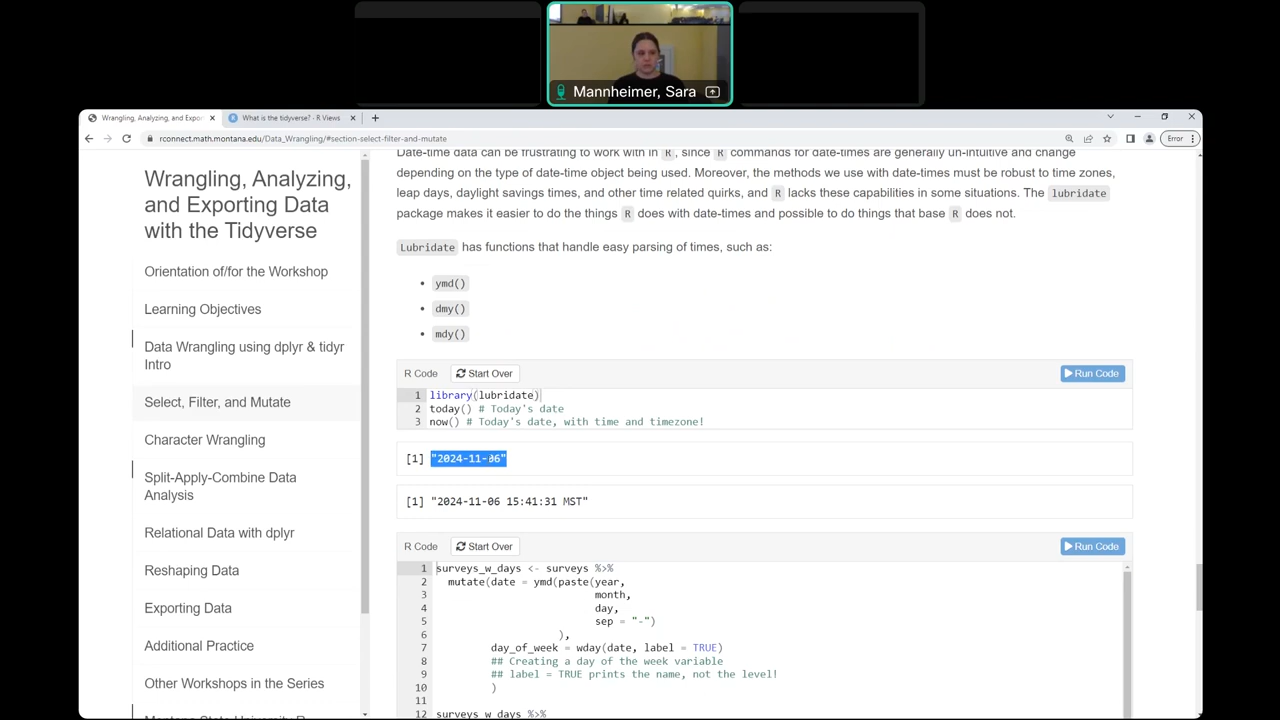 Mannheimer, Sara
Wrangling, Analyzing, and Expor
What is the tidyverse? · R Views
rconnect.math.montana.edu/Data_Wrangling/#section-select-filter-and-mutate
Error
Wrangling, Analyzing,
and Exporting Data
with the Tidyverse
Orientation of/for the Workshop
Learning Objectives
Data Wrangling using dplyr & tidyr
Intro
Select, Filter, and Mutate
Character Wrangling
Split-Apply-Combine Data
Analysis
Relational Data with dplyr
Reshaping Data
Exporting Data
Additional Practice
Other Workshops in the Series
Montana State University R
Date-time data can be frustrating to work with in R, since R commands for date-times are generally un-intuitive and change
depending on the type of date-time object being used. Moreover, the methods we use with date-times must be robust to time zones,
leap days, daylight savings times, and other time related quirks, and R lacks these capabilities in some situations. The lubridate
package makes it easier to do the things R does with date-times and possible to do things that base R does not.
Lubridate has functions that handle easy parsing of times, such as:
• ymd()
• dmy()
• mdy()
R Code Start Over Run Code
1 library(lubridate)
2 today() # Today's date
3 now() # Today's date, with time and timezone!
[1] "2024-11-06"
[1] "2024-11-06 15:41:31 MST"
R Code Start Over Run Code
1 surveys_w_days <- surveys %>%
2 mutate(date = ymd(paste(year,
3 month,
4 day,
5 sep = "-")
6 ),
7 day_of_week = wday(date, label = TRUE)
8 ## Creating a day of the week variable
9 ## label = TRUE prints the name, not the level!
10 )
11
12 surveys_w_days %>%